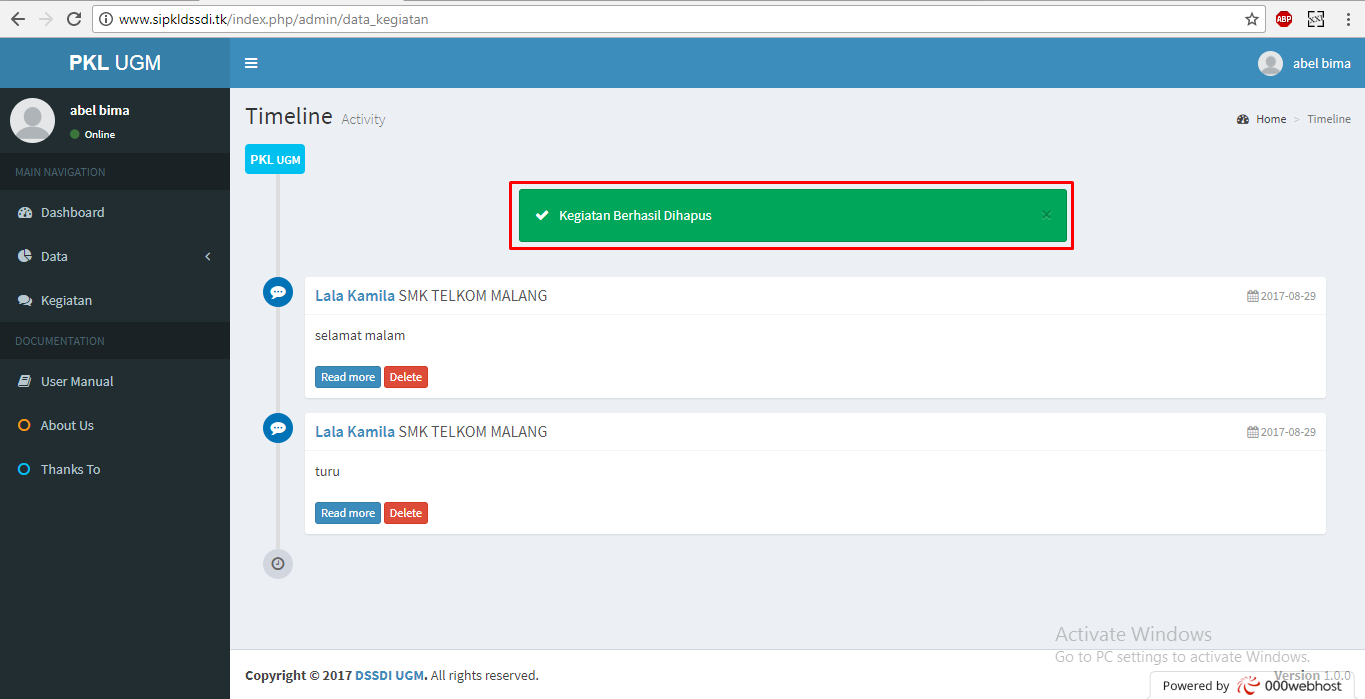 www.sipkldssdi.tk/index.php/admin/data_kegiatan
ABP
PKL UGM
abel bima
abel bima
Online
MAIN NAVIGATION
Dashboard
Data
Kegiatan
DOCUMENTATION
User Manual
About Us
Thanks To
Timeline Activity
Home > Timeline
PKL UGM
Kegiatan Berhasil Dihapus ×
Lala Kamila SMK TELKOM MALANG 2017-08-29
selamat malam
Read more Delete
Lala Kamila SMK TELKOM MALANG 2017-08-29
turu
Read more Delete
Activate Windows
Go to PC settings to activate Windows.
Copyright © 2017 DSSDI UGM. All rights reserved.
Version 1.0.0
Powered by 000webhost